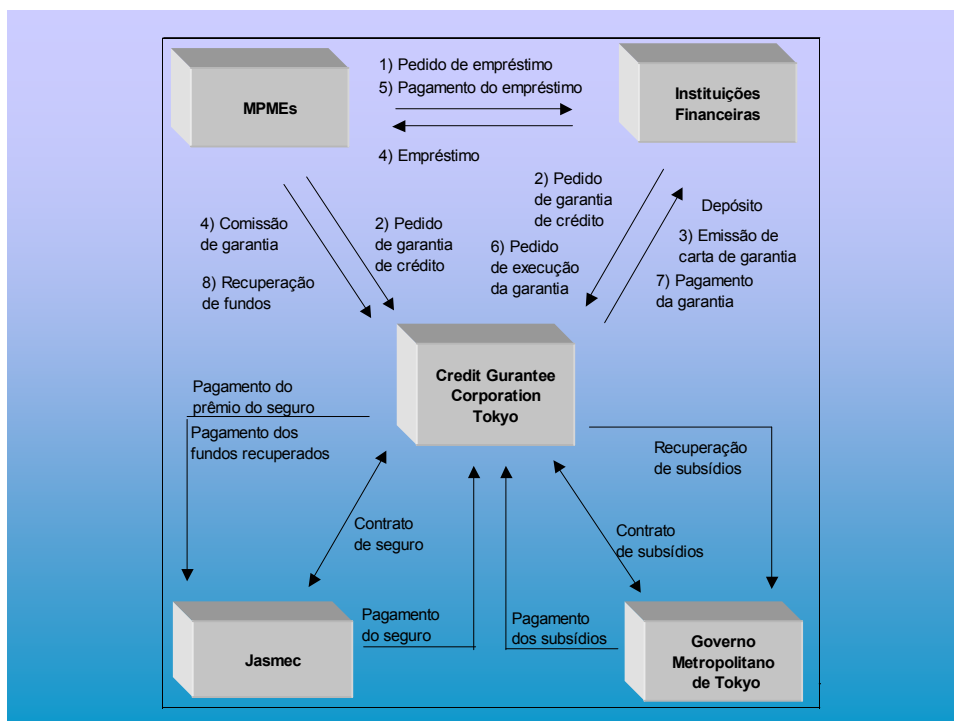 MPMEs
1) Pedido de empréstimo
5) Pagamento do empréstimo
4) Empréstimo
Instituições
Financeiras
4) Comissão
de garantia
8) Recuperação
de fundos
2) Pedido
de garantia
de crédito
2) Pedido
de garantia
de crédito
6) Pedido
de execução
da garantia
Depósito
3) Emissão de
carta de garantia
7) Pagamento
da garantia
Credit Gurantee
Corporation
Tokyo
Pagamento do
prêmio do seguro
Pagamento dos
fundos recuperados
Recuperação
de subsídios
Contrato
de seguro
Contrato
de subsídios
Jasmec
Pagamento
do seguro
Pagamento
dos subsídios
Governo
Metropolitano
de Tokyo